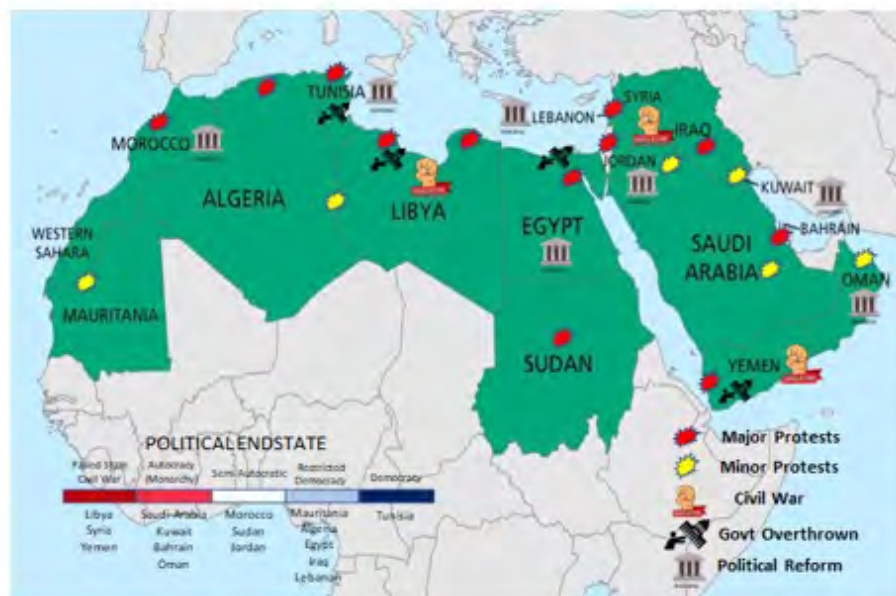 TUNISIA
SYRIA
LEBANON
IRAQ
MOROCCO
JORDAN
KUWAIT
ALGERIA
LIBYA
EGYPT
BAHRAIN
WESTERN
SAHARA
SAUDI
ARABIA
OMAN
MAURITANIA
SUDAN
YEMEN
POLITICAL ENDSTATE
Failed State
Civil War
Autocracy
(Monarchy)
Semi Autocratic
Restricted
Democracy
Democracy
Libya
Syria
Yemen
Saudi Arabia
Kuwait
Bahrain
Oman
Morocco
Sudan
Jordan
Mauritania
Algeria
Egypt
Iraq
Lebanon
Tunisia
Major Protests
Minor Protests
Civil War
Govt Overthrown
Political Reform